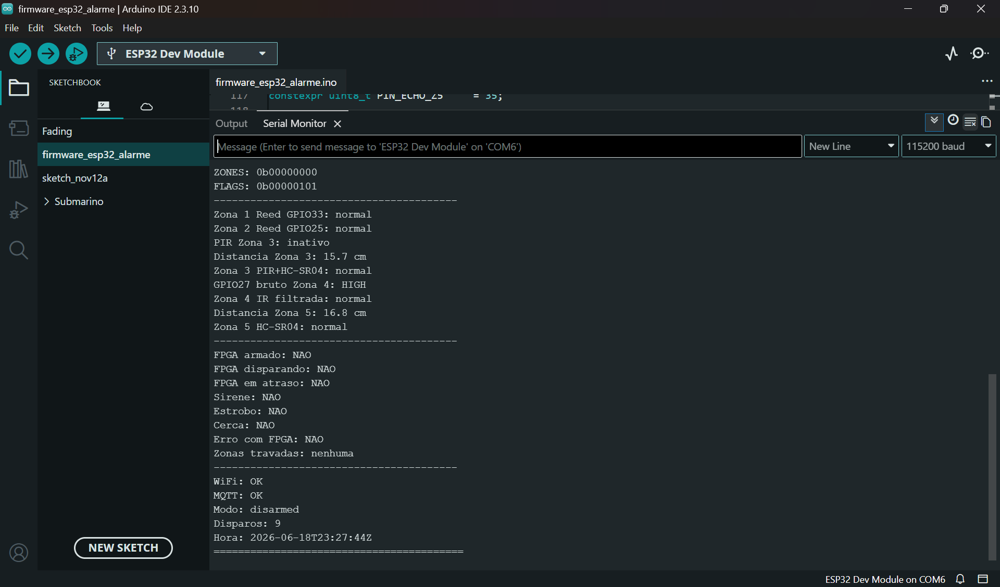 firmware_esp32_alarme | Arduino IDE 2.3.10
File Edit Sketch Tools Help
ESP32 Dev Module
SKETCHBOOK
Fading
firmware_esp32_alarme
sketch_nov12a
Submarino
NEW SKETCH
firmware_esp32_alarme.ino
117 constexpr uint8_t PIN_ECHO_Z5 = 35;
118
Output Serial Monitor
Message (Enter to send message to 'ESP32 Dev Module' on 'COM6')
New Line
115200 baud
ZONES: 0b00000000
FLAGS: 0b00000101
----------------------------------------
Zona 1 Reed GPIO33: normal
Zona 2 Reed GPIO25: normal
PIR Zona 3: inativo
Distancia Zona 3: 15.7 cm
Zona 3 PIR+HC-SR04: normal
GPIO27 bruto Zona 4: HIGH
Zona 4 IR filtrada: normal
Distancia Zona 5: 16.8 cm
Zona 5 HC-SR04: normal
----------------------------------------
FPGA armado: NAO
FPGA disparando: NAO
FPGA em atraso: NAO
Sirene: NAO
Estrobo: NAO
Cerca: NAO
Erro com FPGA: NAO
Zonas travadas: nenhuma
----------------------------------------
WiFi: OK
MQTT: OK
Modo: disarmed
Disparos: 9
Hora: 2026-06-18T23:27:44Z
=========================================
ESP32 Dev Module on COM6